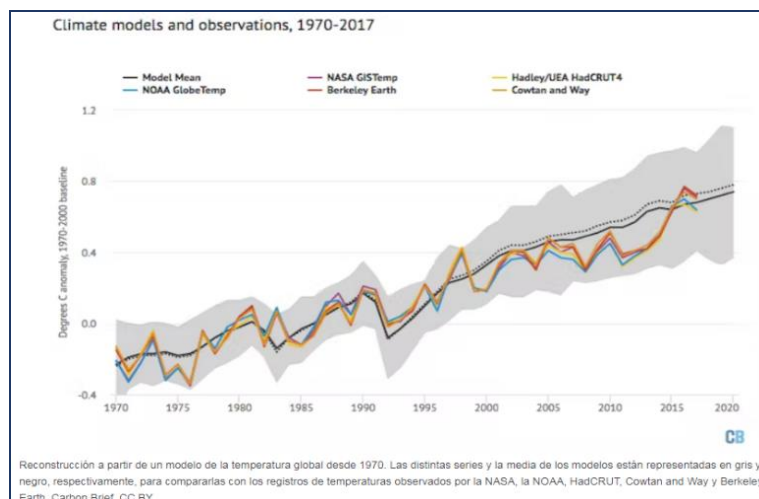 Climate models and observations, 1970-2017
Model Mean NASA GISTemp Hadley/UEA HadCRUT4
NOAA GlobeTemp Berkeley Earth Cowtan and Way
Degrees C anomaly, 1970-2000 baseline
1.2
0.8
0.4
0.0
-0.4
1970 1975 1980 1985 1990 1995 2000 2005 2010 2015 2020
CB
Reconstrucción a partir de un modelo de la temperatura global desde 1970. Las distintas series y la media de los modelos están representadas en gris y
negro, respectivamente, para compararlas con los registros de temperaturas observados por la NASA, la NOAA, HadCRUT, Cowtan and Way y Berkeley
Earth. Carbon Brief, CC BY